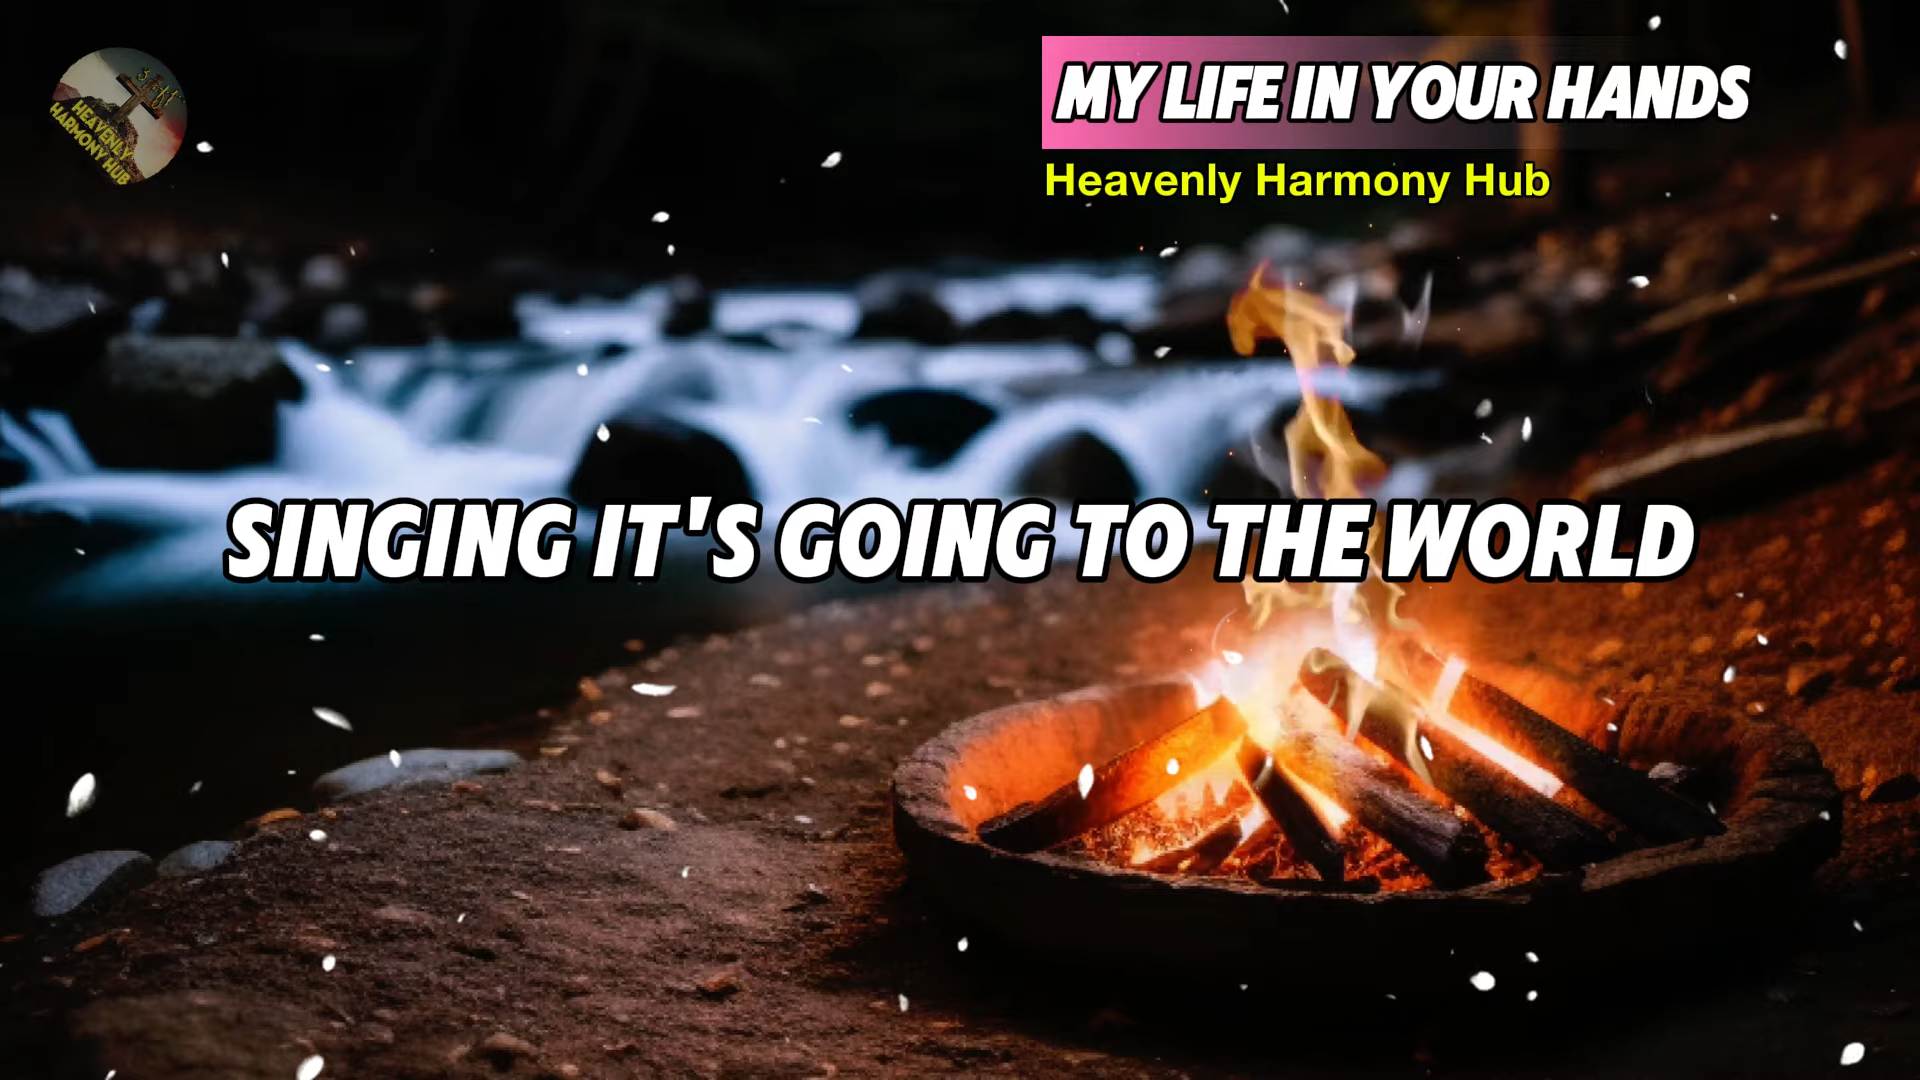 HEAVENLY
HARMONY HUB
MY LIFE IN YOUR HANDS
Heavenly Harmony Hub
SINGING IT'S GOING TO THE WORLD